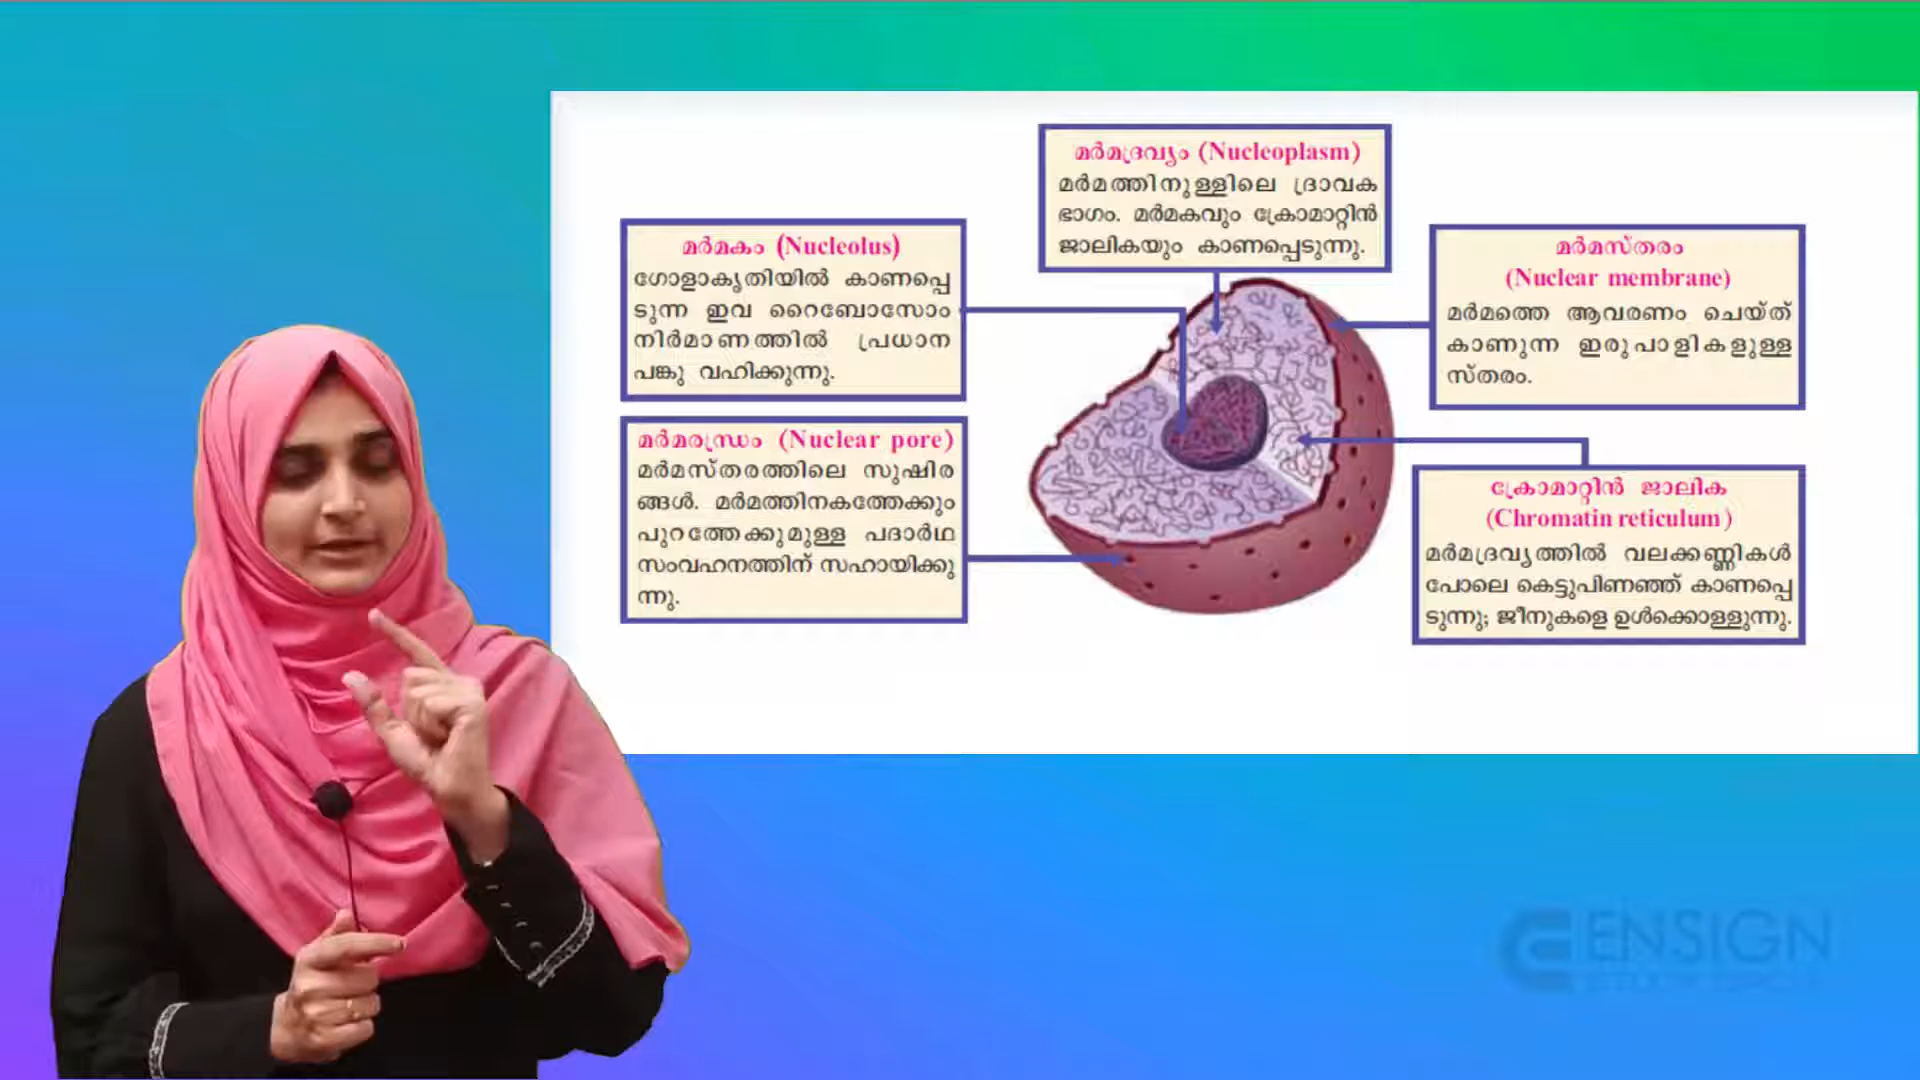 മർമദ്രവ്യം (Nucleoplasm)
മർമത്തിനുള്ളിലെ ദ്രാവക
ഭാഗം. മർമകവും ക്രോമാറ്റിൻ
ജാലികയും കാണപ്പെടുന്നു.
മർമകം (Nucleolus)
ഗോളാകൃതിയിൽ കാണപ്പെ
ടുന്ന ഇവ റൈബോസോം
നിർമാണത്തിൽ പ്രധാന
പങ്കു വഹിക്കുന്നു.
മർമസ്തരം
(Nuclear membrane)
മർമത്തെ ആവരണം ചെയ്ത്
കാണുന്ന ഇരുപാളികളുള്ള
സ്തരം.
മർമരന്ധ്രം (Nuclear pore)
മർമസ്തരത്തിലെ സുഷിര
ങ്ങൾ. മർമത്തിനകത്തേക്കും
പുറത്തേക്കുമുള്ള പദാർഥ
സംവഹനത്തിന് സഹായിക്കു
ന്നു.
ക്രോമാറ്റിൻ ജാലിക
(Chromatin reticulum)
മർമദ്രവ്യത്തിൽ വലക്കണ്ണികൾ
പോലെ കെട്ടുപിണഞ്ഞ് കാണപ്പെ
ടുന്നു; ജീനുകളെ ഉൾക്കൊള്ളുന്നു.
ENSIGN